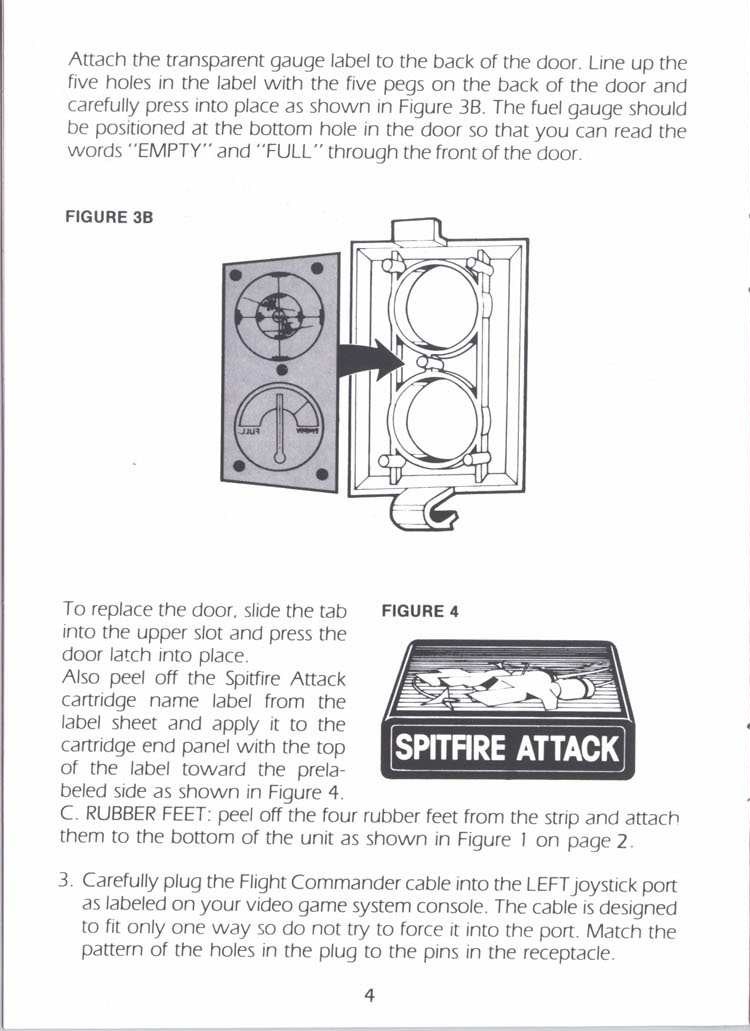 Attach the transparent gauge label to the back of the door. Line up the
five holes in the label with the five pegs on the back of the door and
carefully press into place as shown in Figure 3B. The fuel gauge should
be positioned at the bottom hole in the door so that you can read the
words "EMPTY" and "FULL" through the front of the door.
FIGURE 3B
FULL
EMPTY
To replace the door, slide the tab
into the upper slot and press the
door latch into place.
Also peel off the Spitfire Attack
cartridge name label from the
label sheet and apply it to the
cartridge end panel with the top
of the label toward the prela-
beled side as shown in Figure 4.
FIGURE 4
SPITFIRE ATTACK
C. RUBBER FEET: peel off the four rubber feet from the strip and attach
them to the bottom of the unit as shown in Figure 1 on page 2.
3. Carefully plug the Flight Commander cable into the LEFT joystick port
as labeled on your video game system console. The cable is designed
to fit only one way so do not try to force it into the port. Match the
pattern of the holes in the plug to the pins in the receptacle.
4